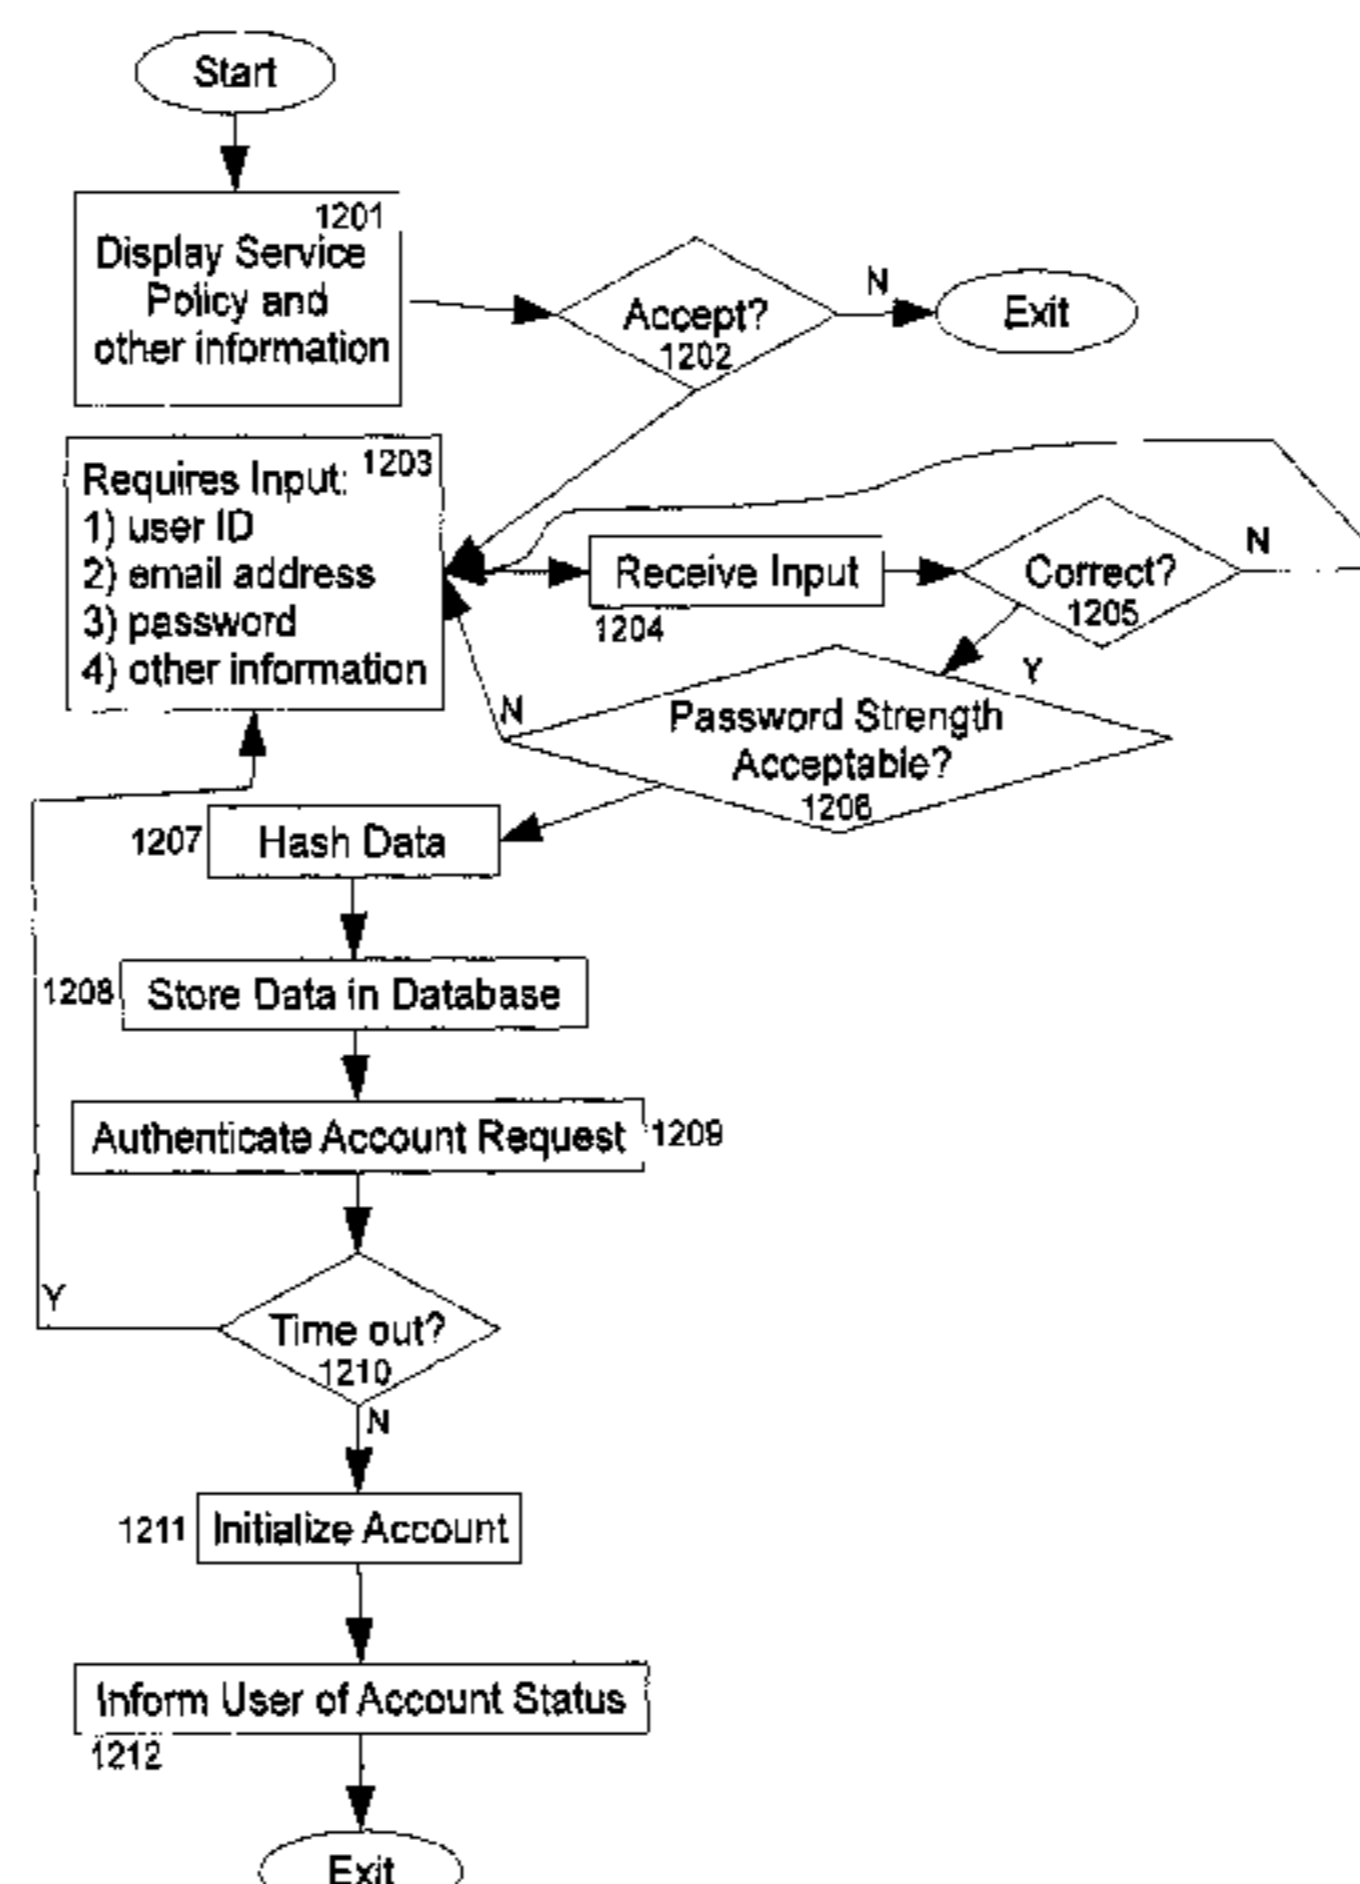 Start
1201
Display Service
Policy and
other information
Accept?
1202
N
Exit
Requires Input:
1203
1) user ID
2) email address
3) password
4) other information
Receive Input
1204
Correct?
1205
N
Y
Password Strength
Acceptable?
1206
N
1207
Hash Data
1208
Store Data in Database
Authenticate Account Request
1209
Time out?
1210
Y
N
1211
Initialize Account
Inform User of Account Status
1212
Exit